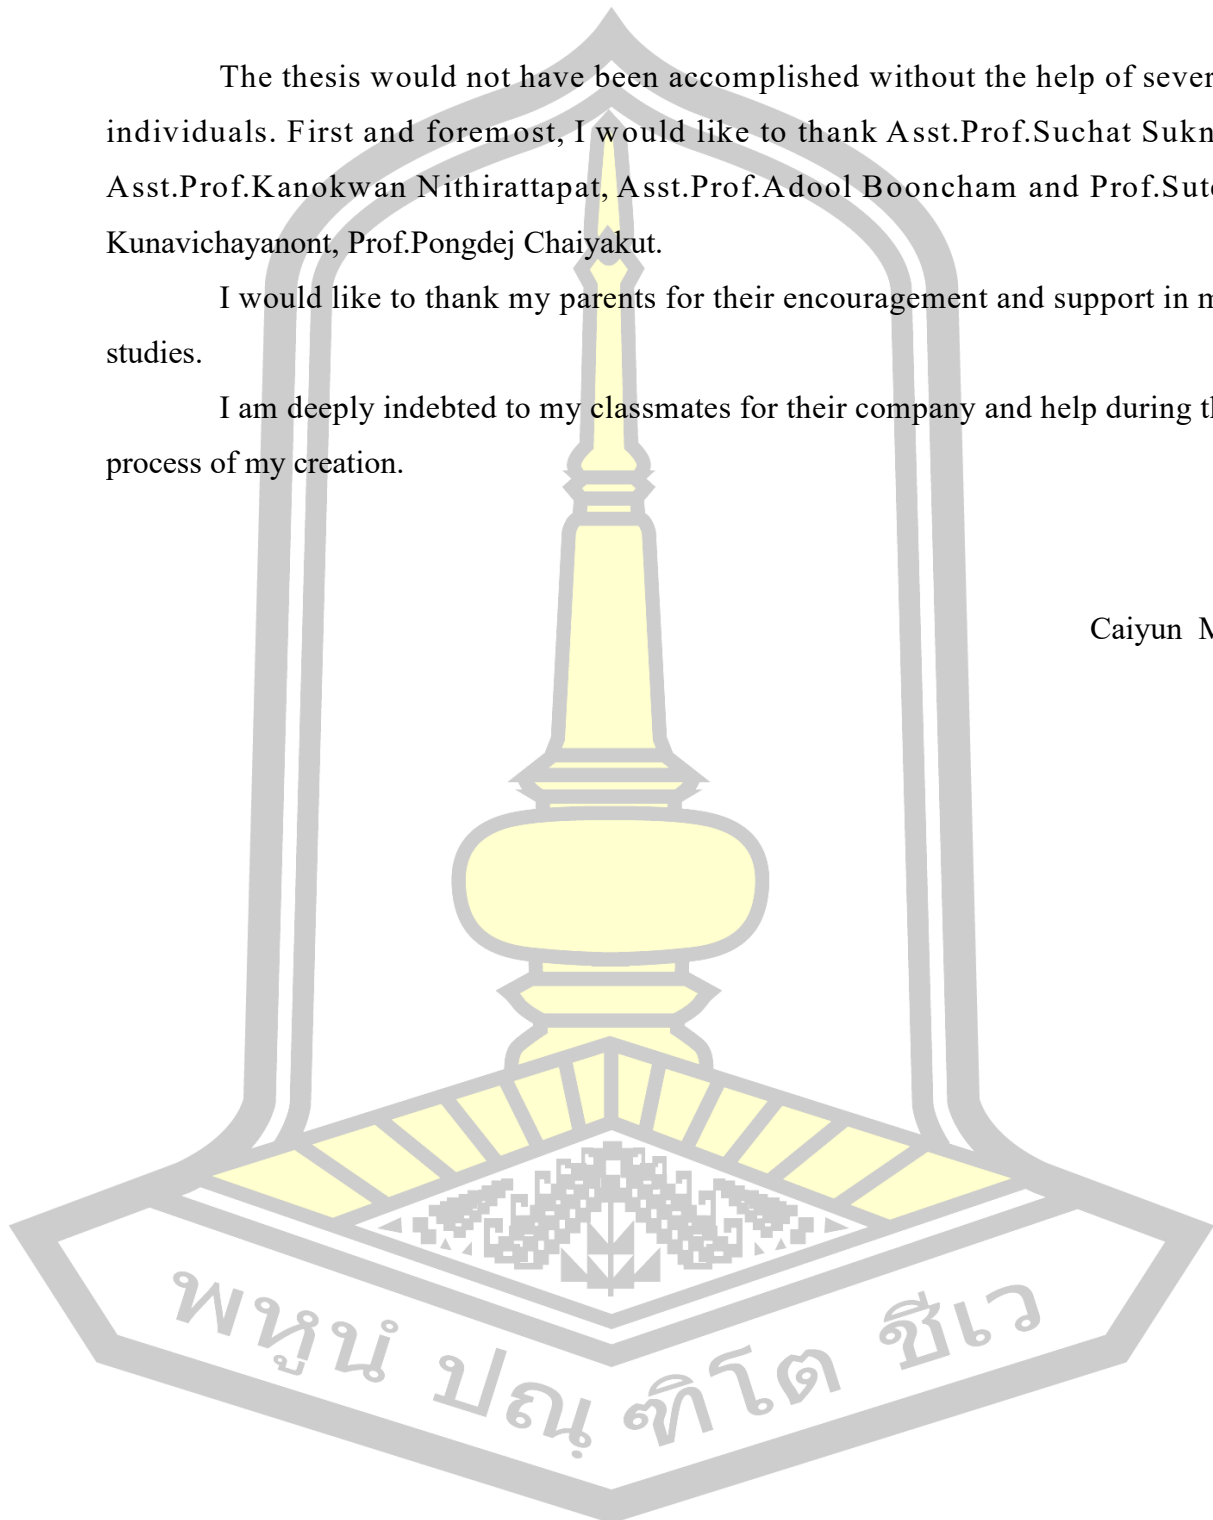 The thesis would not have been accomplished without the help of sever
individuals. First and foremost, I would like to thank Asst.Prof.Suchat Sukn
Asst.Prof.Kanokwan Nithirattapat, Asst.Prof.Adool Booncham and Prof.Sute
Kunavichayanont, Prof.Pongdej Chaiyakut.
I would like to thank my parents for their encouragement and support in m
studies.
I am deeply indebted to my classmates for their company and help during th
process of my creation.
Caiyun M
พหูนํ ปณฺฑิโต ชีเว